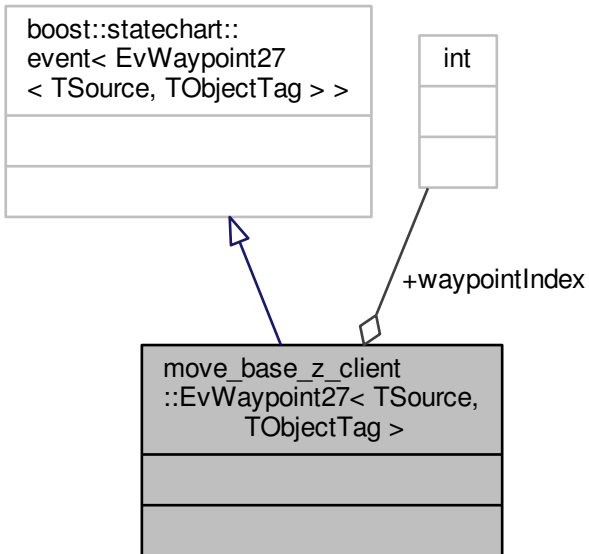 boost::statechart::
event< EvWaypoint27
< TSource, TObjectTag > >
int
+waypointIndex
move_base_z_client
::EvWaypoint27< TSource,
TObjectTag >